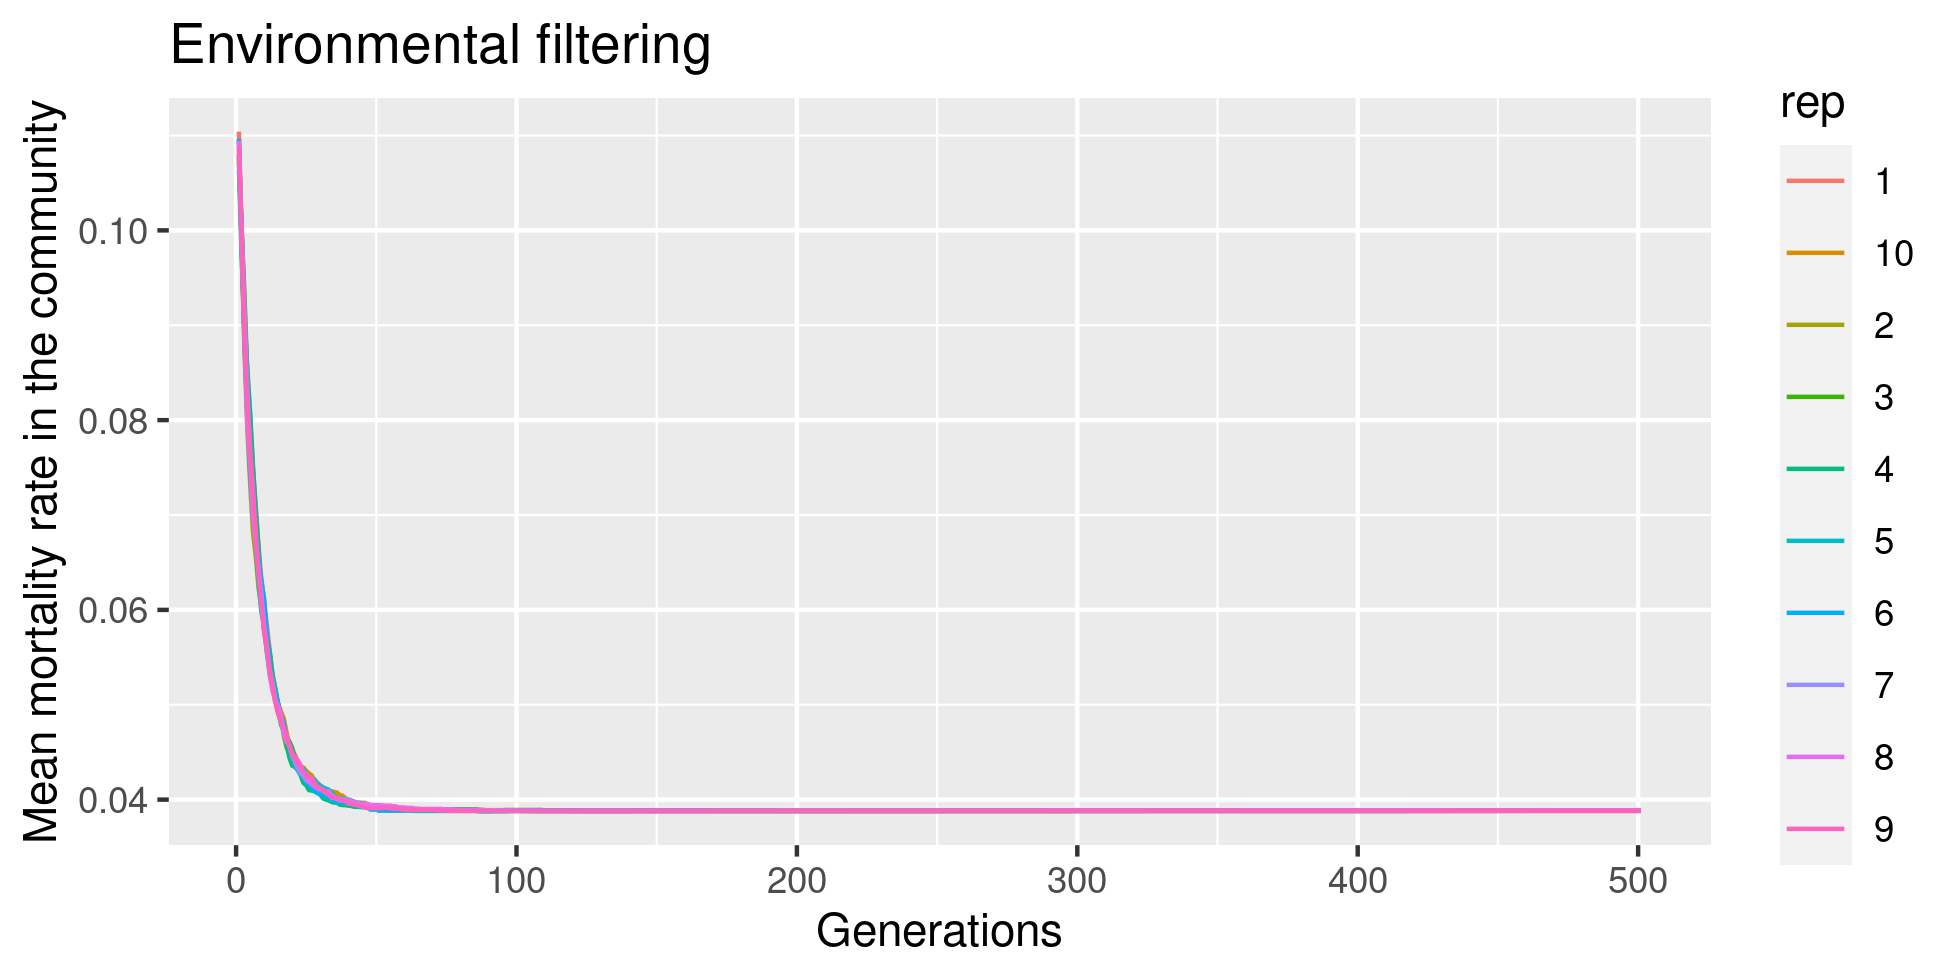 Environmental filtering
Mean mortality rate in the community
0.10
0.08
0.06
0.04
0 100 200 300 400 500
Generations
rep
1
10
2
3
4
5
6
7
8
9